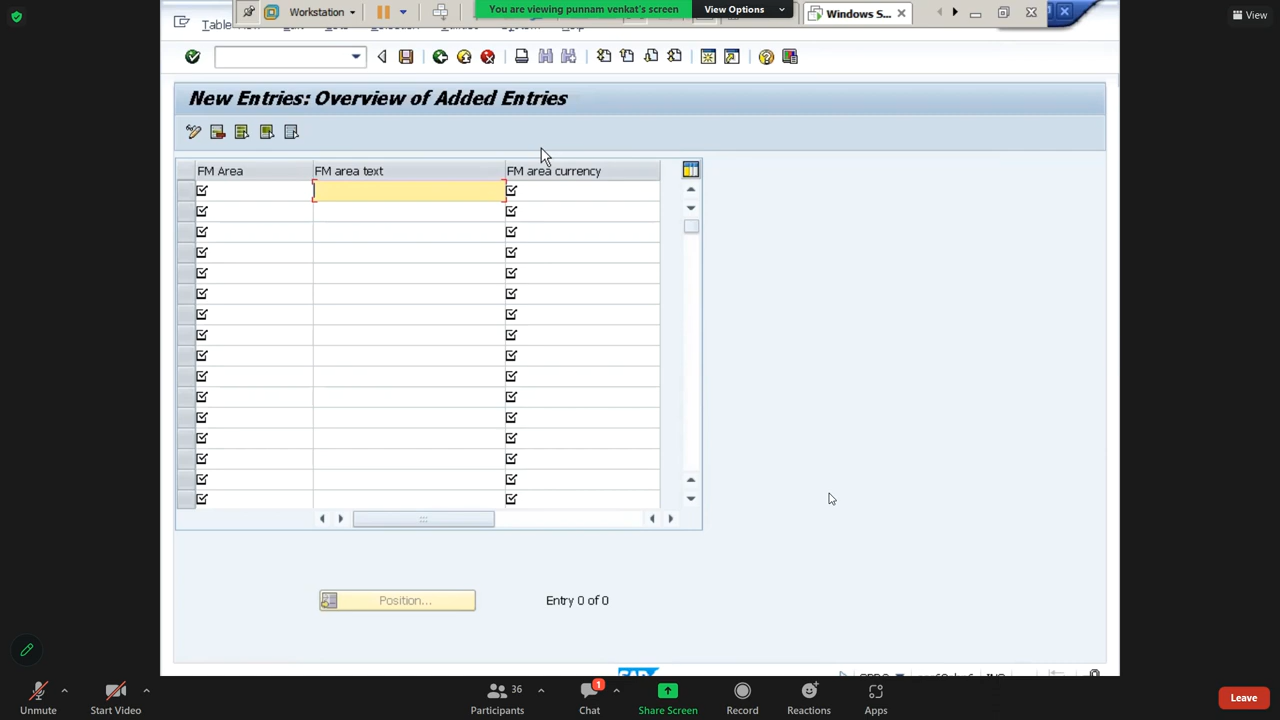 Workstation
You are viewing punnam venkat's screen
View Options
Windows S...
View
Table
New Entries: Overview of Added Entries
FM Area FM area text FM area currency
Position... Entry 0 of 0
SAP
36
1
Unmute Start Video Participants Chat Share Screen Record Reactions Apps Leave